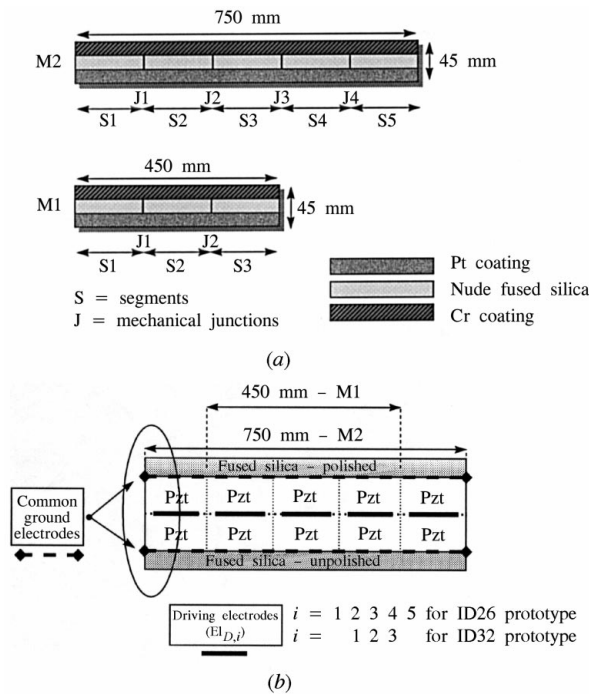 750 mm
M2
45 mm
J1 J2 J3 J4
S1 S2 S3 S4 S5
450 mm
M1
45 mm
J1 J2
S1 S2 S3
S = segments
J = mechanical junctions
Pt coating
Nude fused silica
Cr coating
(a)
450 mm – M1
750 mm – M2
Fused silica – polished
Pzt Pzt Pzt Pzt Pzt
Pzt Pzt Pzt Pzt Pzt
Fused silica – unpolished
Common
ground
electrodes
Driving electrodes
(El_D,i)
i = 1 2 3 4 5 for ID26 prototype
i = 1 2 3 for ID32 prototype
(b)